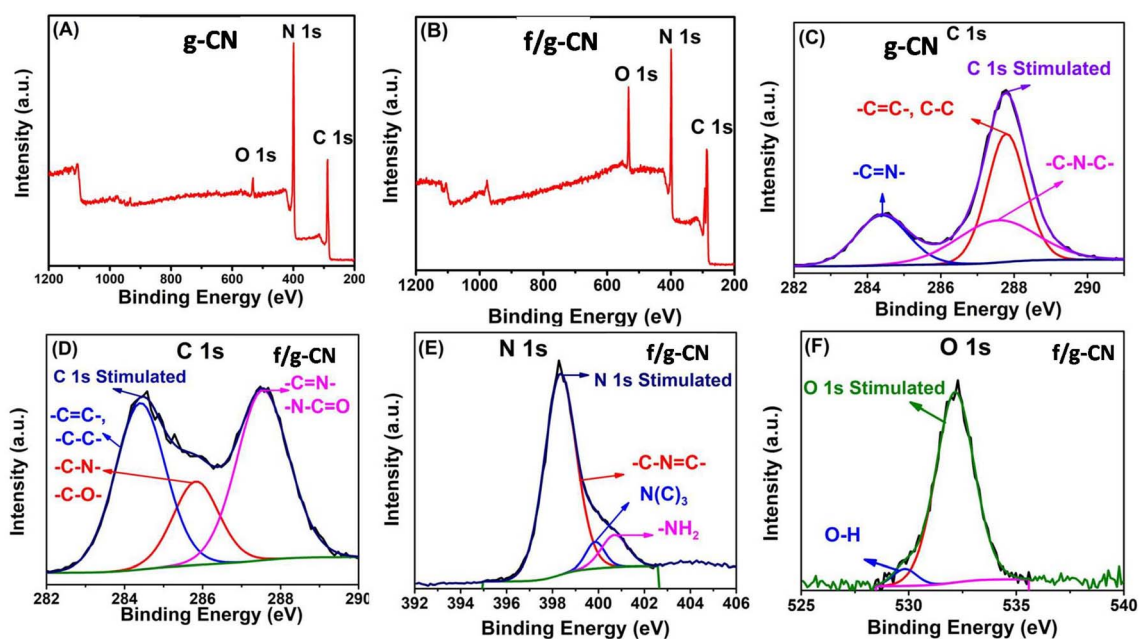 (A)
g-CN
N 1s
O 1s
C 1s
Intensity (a.u.)
1200 1000 800 600 400 200
Binding Energy (eV)
(B)
f/g-CN
N 1s
O 1s
C 1s
Intensity (a.u.)
1200 1000 800 600 400 200
Binding Energy (eV)
(C)
g-CN C 1s
C 1s Stimulated
-C=C-, C-C
-C=N-
-C-N-C-
Intensity (a.u.)
282 284 286 288 290
Binding Energy (eV)
(D)
C 1s
f/g-CN
C 1s Stimulated
-C=N-
-N-C=O
-C=C-,
-C-C-
-C-N-
-C-O-
Intensity (a.u.)
282 284 286 288 290
Binding Energy (eV)
(E)
N 1s
f/g-CN
N 1s Stimulated
-C-N=C-
N(C)3
-NH2
Intensity (a.u.)
392 394 396 398 400 402 404 406
Binding Energy (eV)
(F)
O 1s
f/g-CN
O 1s Stimulated
O-H
Intensity (a.u.)
525 530 535 540
Binding Energy (eV)